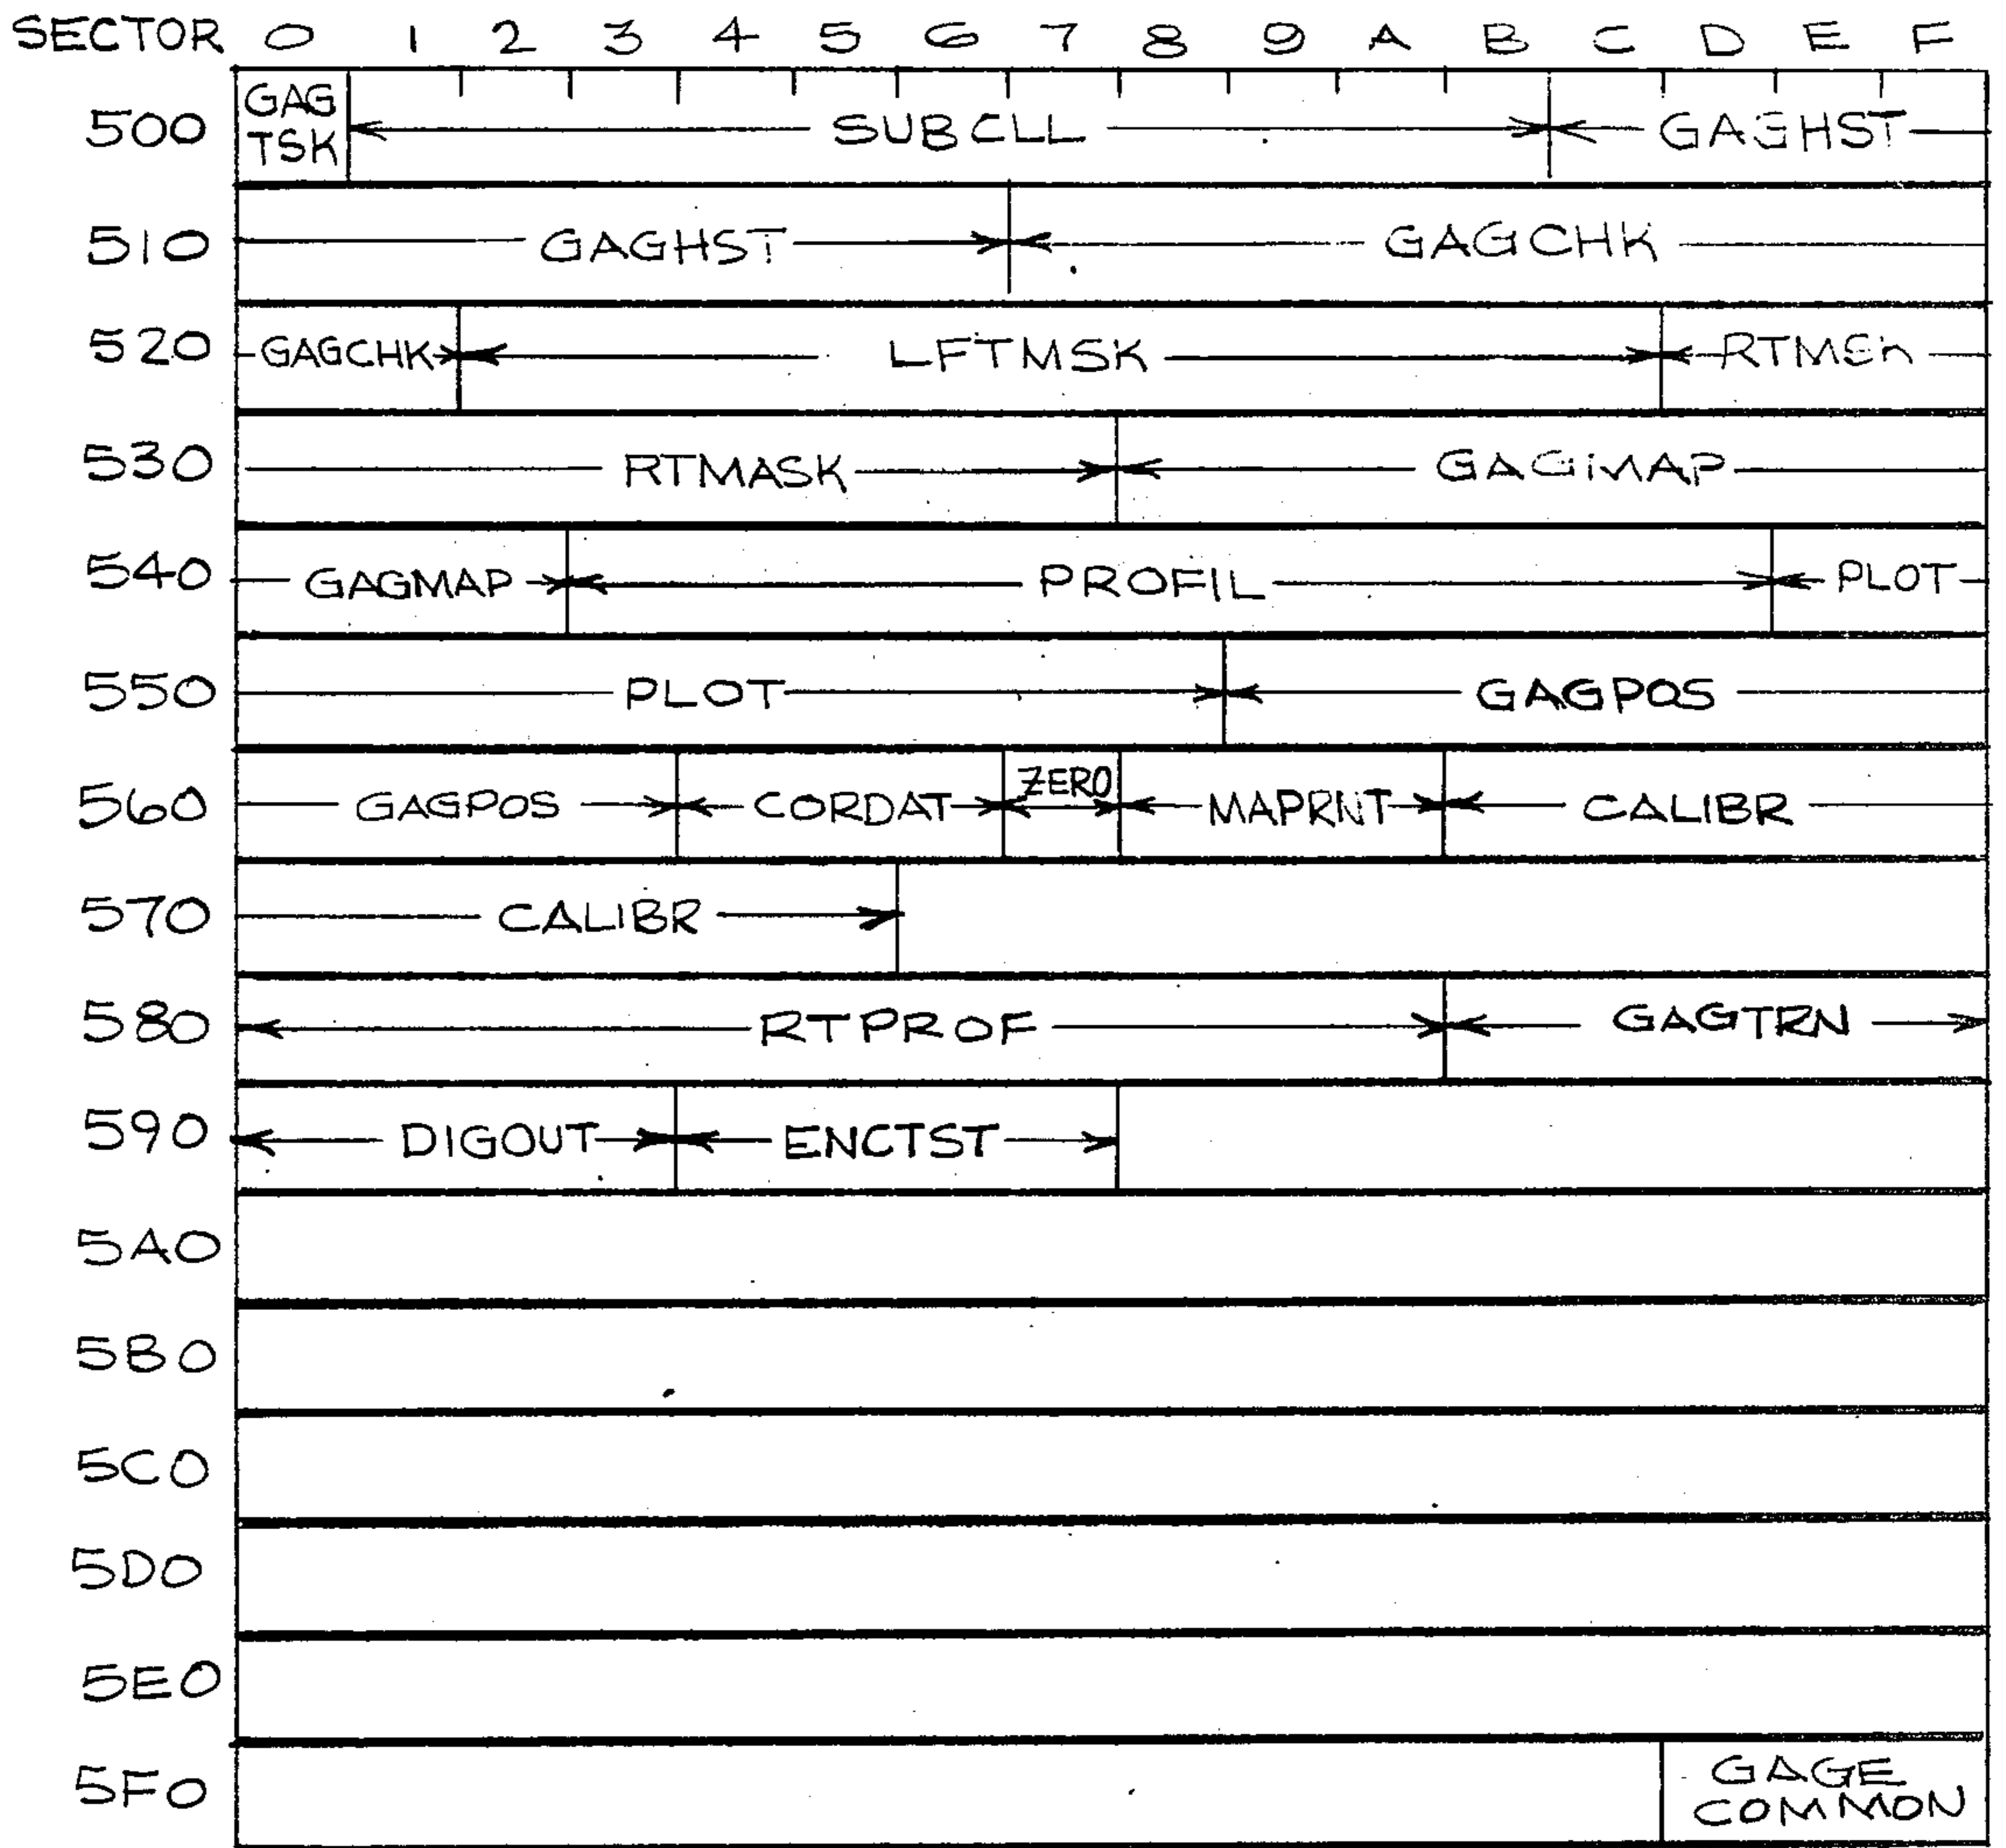 SECTOR 0 1 2 3 4 5 6 7 8 9 A B C D E F
500 GAG TSK SUBCLL GAGHST
510 GAGHST GAGCHK
520 GAGCHK LFTMSK
530 RTMASK GAGMAP
540 GAGMAP PROFIL PLOT
550 PLOT GAGPOS
560 GAGPOS CORDAT ZERO MAPRNT CALIBR
570 CALIBR
580 RTPROF GAGTRN
590 DIGOUT ENCTST
5A0
5B0
5C0
5D0
5E0
5F0 GAGE COMMON